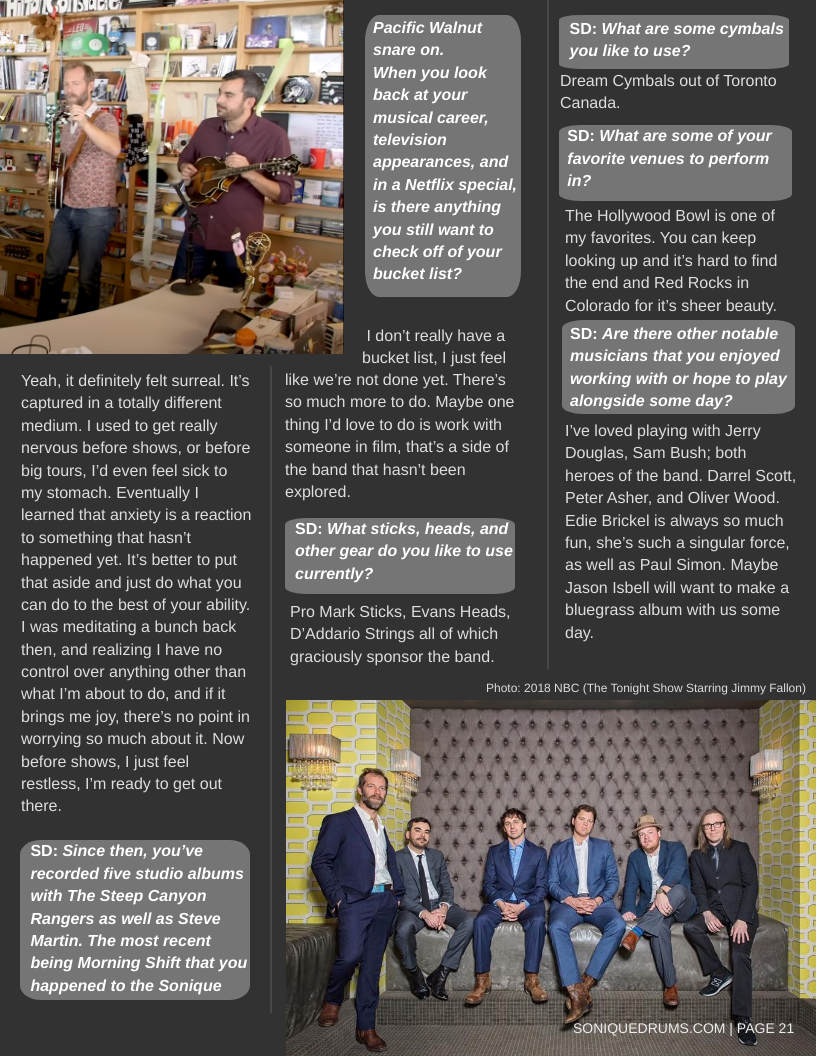 Yeah, it definitely felt surreal. It’s
captured in a totally different
medium. I used to get really
nervous before shows, or before
big tours, I’d even feel sick to
my stomach. Eventually I
learned that anxiety is a reaction
to something that hasn’t
happened yet. It’s better to put
that aside and just do what you
can do to the best of your ability.
I was meditating a bunch back
then, and realizing I have no
control over anything other than
what I’m about to do, and if it
brings me joy, there’s no point in
worrying so much about it. Now
before shows, I just feel
restless, I’m ready to get out
there.
SD: Since then, you’ve
recorded five studio albums
with The Steep Canyon
Rangers as well as Steve
Martin. The most recent
being Morning Shift that you
happened to the Sonique
Pacific Walnut
snare on.
When you look
back at your
musical career,
television
appearances, and
in a Netflix special,
is there anything
you still want to
check off of your
bucket list?
I don’t really have a
bucket list, I just feel
like we’re not done yet. There’s
so much more to do. Maybe one
thing I’d love to do is work with
someone in film, that’s a side of
the band that hasn’t been
explored.
SD: What sticks, heads, and
other gear do you like to use
currently?
Pro Mark Sticks, Evans Heads,
D’Addario Strings all of which
graciously sponsor the band.
SD: What are some cymbals
you like to use?
Dream Cymbals out of Toronto
Canada.
SD: What are some of your
favorite venues to perform
in?
The Hollywood Bowl is one of
my favorites. You can keep
looking up and it’s hard to find
the end and Red Rocks in
Colorado for it’s sheer beauty.
SD: Are there other notable
musicians that you enjoyed
working with or hope to play
alongside some day?
I’ve loved playing with Jerry
Douglas, Sam Bush; both
heroes of the band. Darrel Scott,
Peter Asher, and Oliver Wood.
Edie Brickel is always so much
fun, she’s such a singular force,
as well as Paul Simon. Maybe
Jason Isbell will want to make a
bluegrass album with us some
day.
Photo: 2018 NBC (The Tonight Show Starring Jimmy Fallon)
SONIQUEDRUMS.COM | PAGE 21